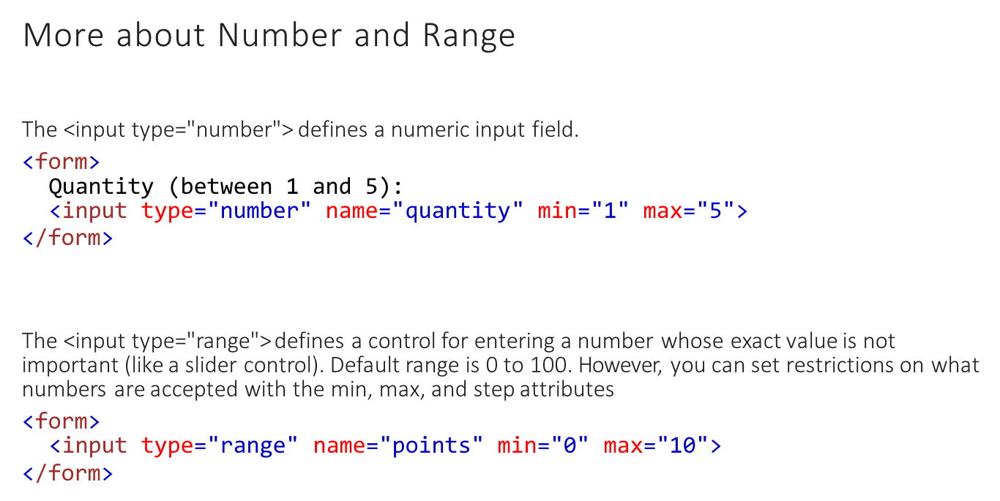 More about Number and Range
The <input type="number"> defines a numeric input field.
<form>
  Quantity (between 1 and 5):
  <input type="number" name="quantity" min="1" max="5">
</form>
The <input type="range"> defines a control for entering a number whose exact value is not
important (like a slider control). Default range is 0 to 100. However, you can set restrictions on what
numbers are accepted with the min, max, and step attributes
<form>
  <input type="range" name="points" min="0" max="10">
</form>